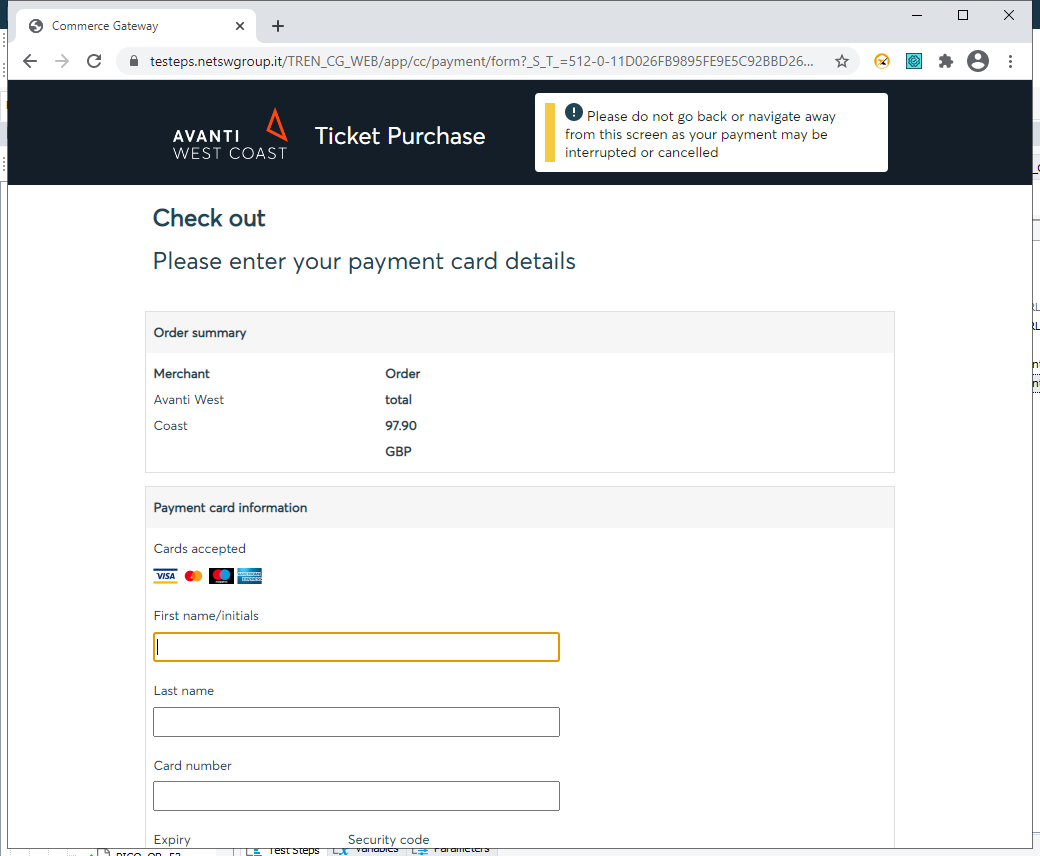 Commerce Gateway
testeps.netswgroup.it/TREN_CG_WEB/app/cc/payment/form?_S_T_=512-0-11D026FB9895FE9E5C92BBD26...
AVANTI
WEST COAST
Ticket Purchase
Please do not go back or navigate away
from this screen as your payment may be
interrupted or cancelled
Check out
Please enter your payment card details
Order summary
Merchant
Avanti West
Coast
Order
total
97.90
GBP
Payment card information
Cards accepted
VISA
First name/initials
Last name
Card number
Expiry
Security code
Test Steps
Variables
Parameters